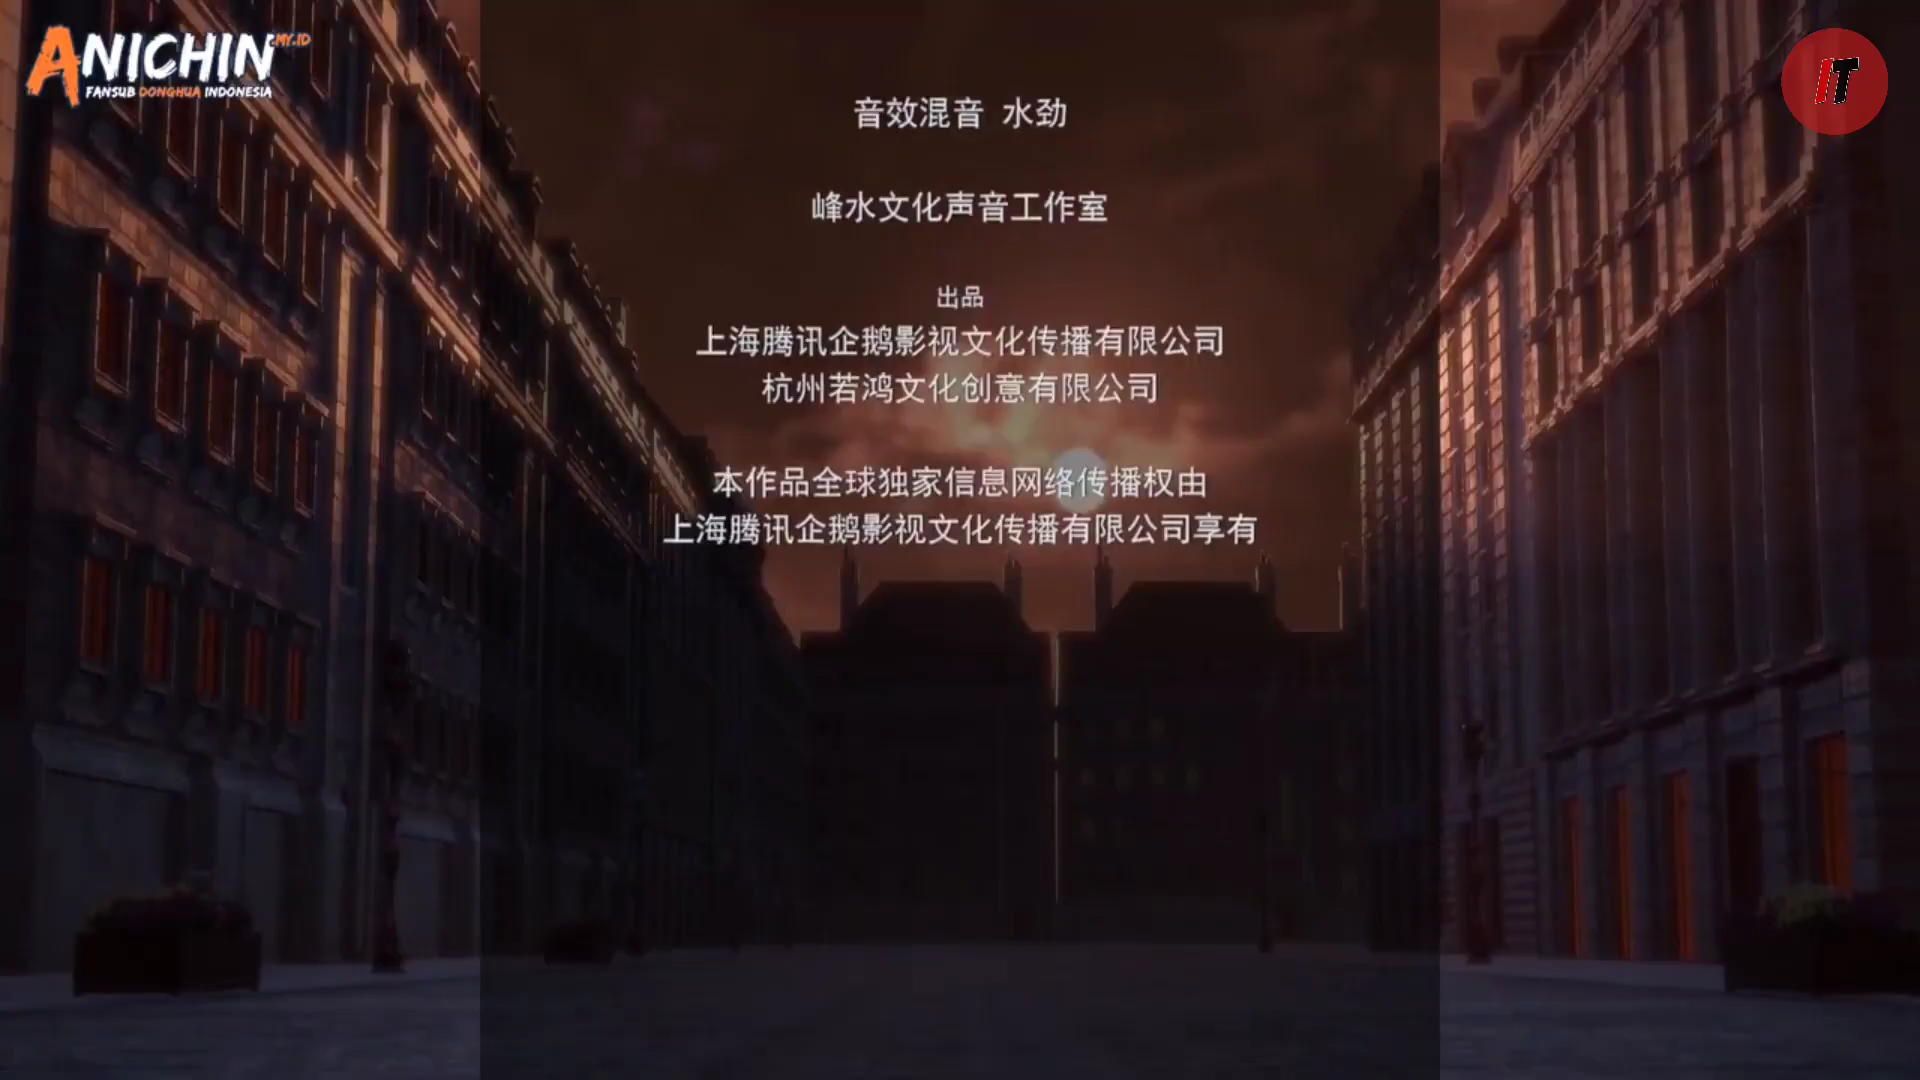 ANICHIN.MY.ID
FANSUB DONGHUA INDONESIA
IT
音效混音 水劲
峰水文化声音工作室
出品
上海腾讯企鹅影视文化传播有限公司
杭州若鸿文化创意有限公司
本作品全球独家信息网络传播权由
上海腾讯企鹅影视文化传播有限公司享有